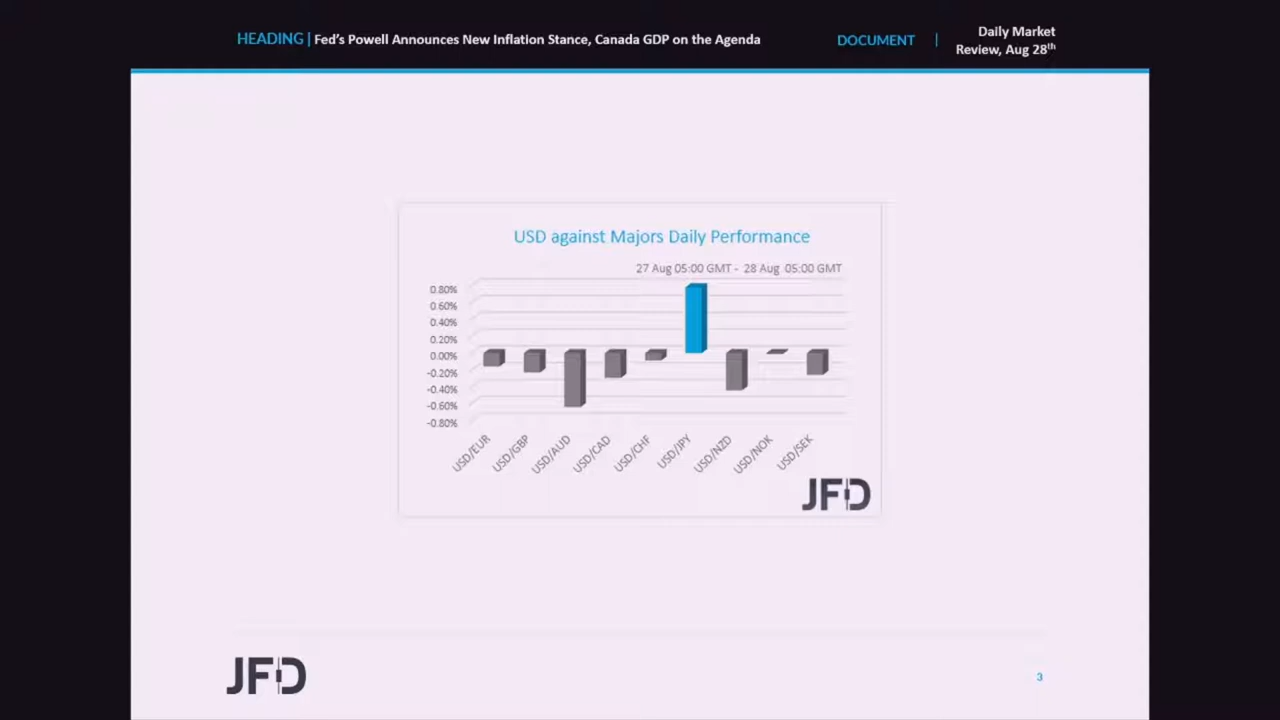 HEADING | Fed's Powell Announces New Inflation Stance, Canada GDP on the Agenda
DOCUMENT | Daily Market
Review, Aug 28th
USD against Majors Daily Performance
27 Aug 05:00 GMT - 28 Aug 05:00 GMT
0.80%
0.60%
0.40%
0.20%
0.00%
-0.20%
-0.40%
-0.60%
-0.80%
USD/EUR
USD/GBP
USD/AUD
USD/CAD
USD/CHF
USD/JPY
USD/NZD
USD/NOK
USD/SEK
JFD
JFD
3